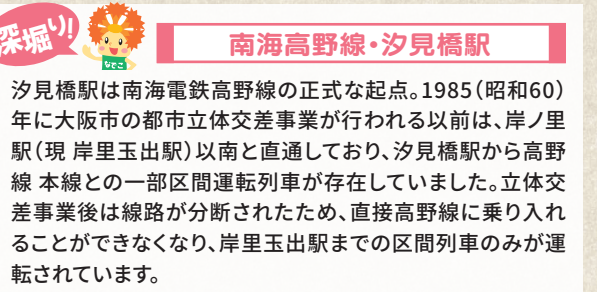 深堀り!
なでこ
南海高野線・汐見橋駅
汐見橋駅は南海電鉄高野線の正式な起点。1985(昭和60)
年に大阪市の都市立体交差事業が行われる以前は、岸ノ里
駅(現 岸里玉出駅)以南と直通しており、汐見橋駅から高野
線 本線との一部区間運転列車が存在していました。立体交
差事業後は線路が分断されたため、直接高野線に乗り入れ
ることができなくなり、岸里玉出駅までの区間列車のみが運
転されています。